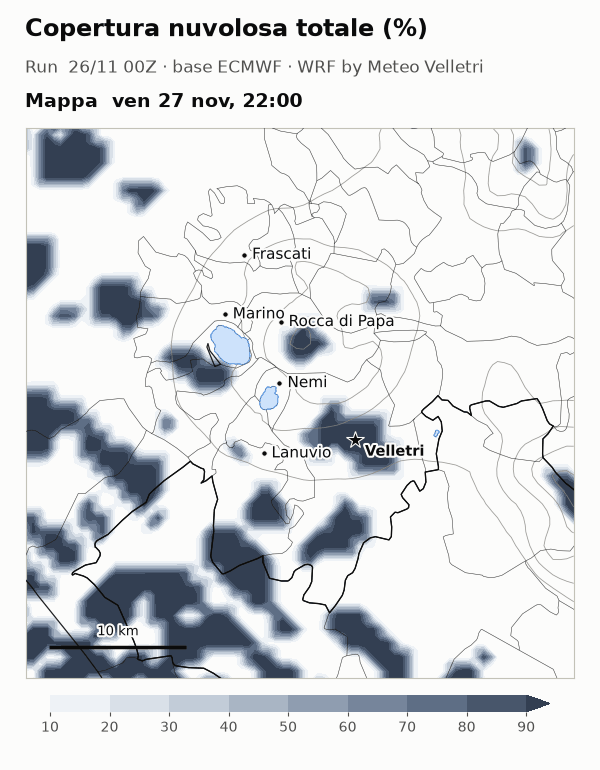 Copertura nuvolosa totale (%)
Run  26/11 00Z · base ECMWF · WRF by Meteo Velletri
Mappa  ven 27 nov, 22:00
Frascati
Marino
Rocca di Papa
Nemi
Velletri
Lanuvio
10 km
10 20 30 40 50 60 70 80 90